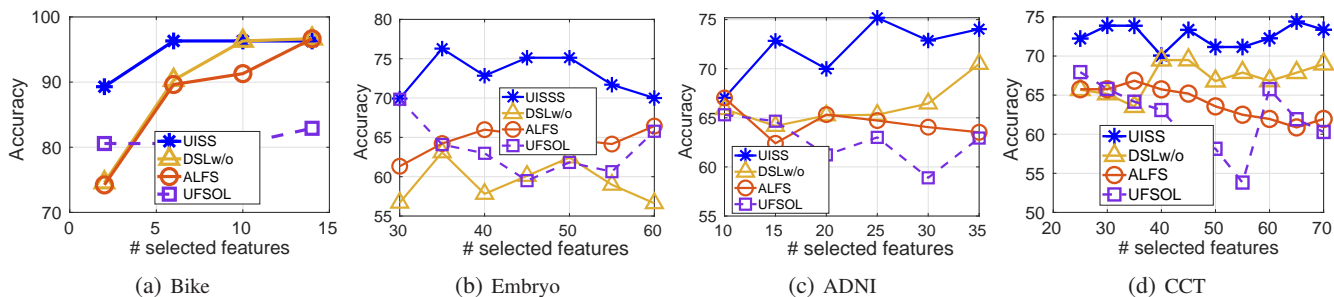 100
90
80
70
Accuracy
UISS
DSLw/o
ALFS
UFSOL
0
5
10
15
# selected features
(a) Bike
80
75
70
65
60
55
Accuracy
UISSS
DSLw/o
ALFS
UFSOL
30
40
50
60
# selected features
(b) Embryo
75
70
65
60
55
Accuracy
UISS
DSLw/o
ALFS
UFSOL
10
15
20
25
30
35
# selected features
(c) ADNI
75
70
65
60
55
50
Accuracy
UISS
DSLw/o
ALFS
UFSOL
20
30
40
50
60
70
# selected features
(d) CCT